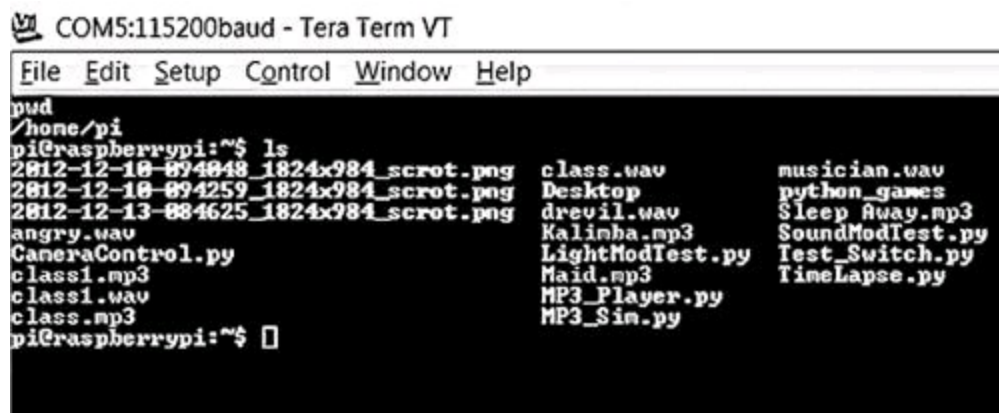 COM5:115200baud - Tera Term VT
File Edit Setup Control Window Help
pwd
/home/pi
pi@raspberrypi:~$ ls
2012-12-10-094048_1824x984_scrot.png class.wav musician.wav
2012-12-10-094259_1824x984_scrot.png Desktop python_games
2012-12-13-084625_1824x984_scrot.png drevil.wav Sleep Away.mp3
angry.wav Kalimba.mp3 SoundModTest.py
CameraControl.py LightModTest.py Test_Switch.py
class1.mp3 Maid.mp3 TimeLapse.py
class1.wav MP3_Player.py
class.mp3 MP3_Sim.py
pi@raspberrypi:~$